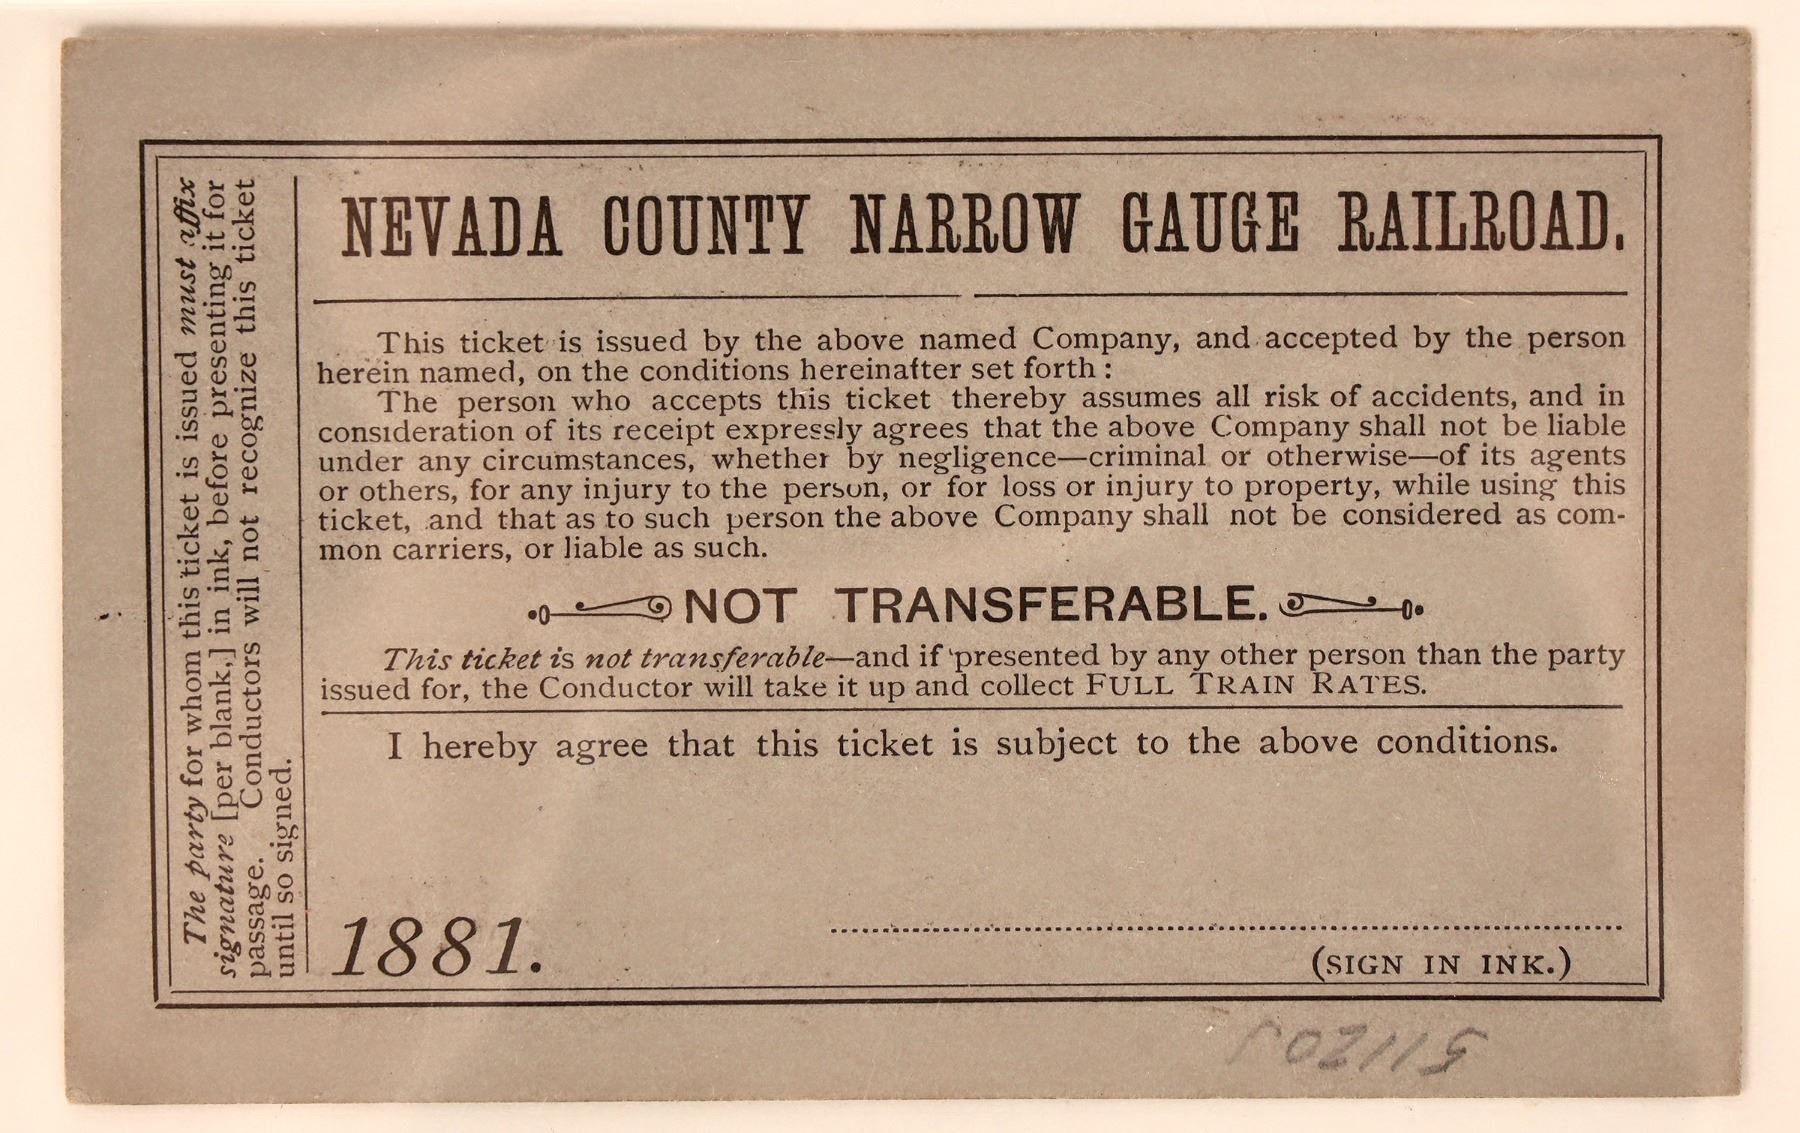 The party for whom this ticket is issued must affix
signature [per blank,] in ink, before presenting it for
passage. Conductors will not recognize this ticket
until so signed.
NEVADA COUNTY NARROW GAUGE RAILROAD.
This ticket is issued by the above named Company, and accepted by the person
herein named, on the conditions hereinafter set forth:
The person who accepts this ticket thereby assumes all risk of accidents, and in
consideration of its receipt expressly agrees that the above Company shall not be liable
under any circumstances, whether by negligence—criminal or otherwise—of its agents
or others, for any injury to the person, or for loss or injury to property, while using this
ticket, and that as to such person the above Company shall not be considered as com-
mon carriers, or liable as such.
NOT TRANSFERABLE.
This ticket is not transferable—and if presented by any other person than the party
issued for, the Conductor will take it up and collect FULL TRAIN RATES.
I hereby agree that this ticket is subject to the above conditions.
1881.
(SIGN IN INK.)